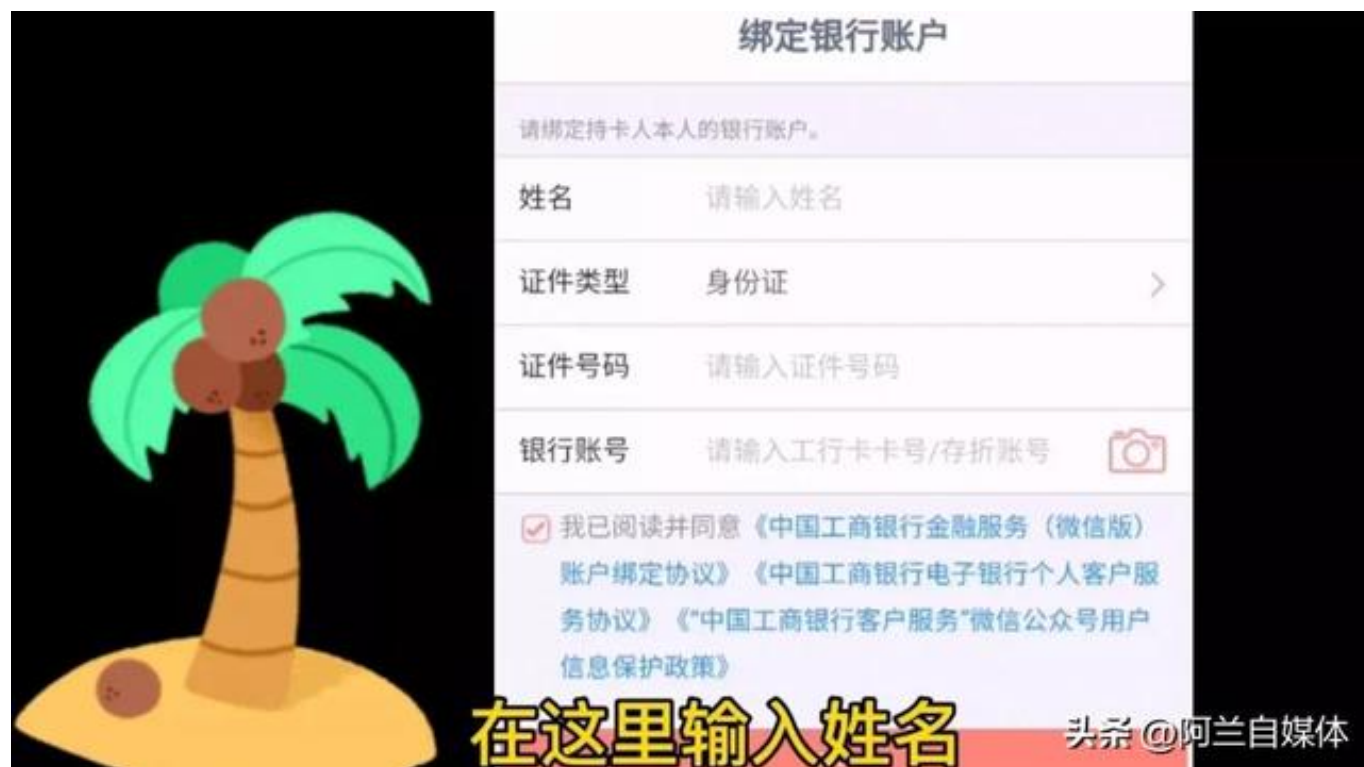 绑定银行账户
请绑定持卡人本人的银行账户。
姓名 请输入姓名
证件类型 身份证
证件号码 请输入证件号码
银行账号 请输入工行卡卡号/存折账号
我已阅读并同意《中国工商银行金融服务（微信版）
账户绑定协议》《中国工商银行电子银行个人客户服
务协议》《“中国工商银行客户服务”微信公众号用户
信息保护政策》
在这里输入姓名
头条 @阿兰自媒体